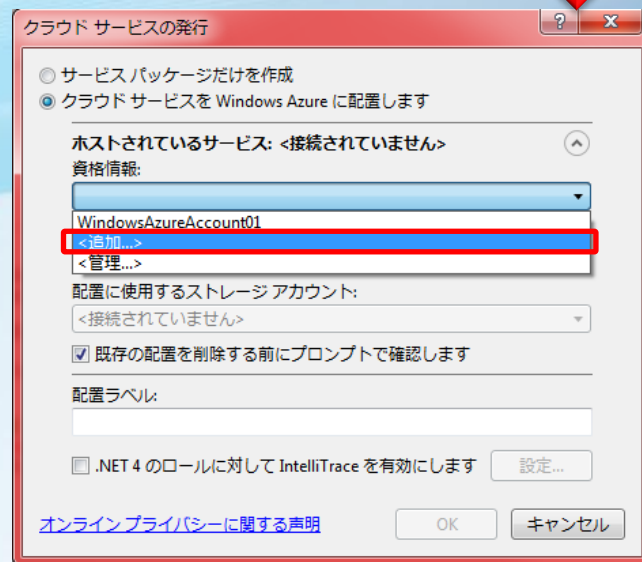 クラウド サービスの発行
サービス パッケージだけを作成
クラウド サービスを Windows Azure に配置します
ホストされているサービス: <接続されていません>
資格情報:
WindowsAzureAccount01
<追加...>
<管理...>
配置に使用するストレージ アカウント:
<接続されていません>
既存の配置を削除する前にプロンプトで確認します
配置ラベル:
.NET 4 のロールに対して IntelliTrace を有効にします 設定...
オンライン プライバシーに関する声明 OK キャンセル